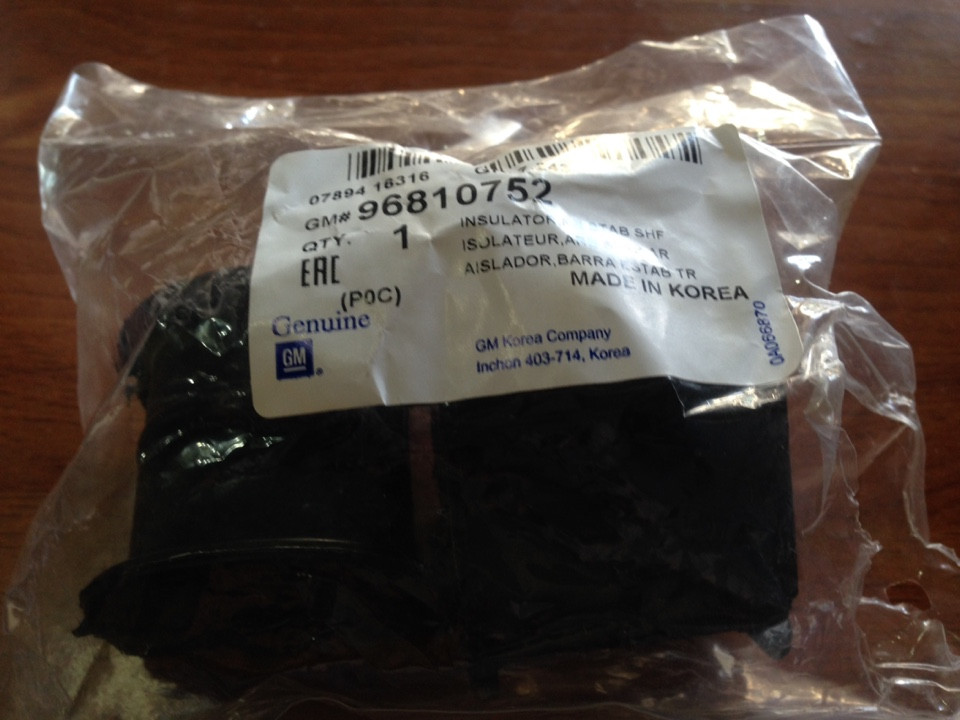 07894 16316
GM# 96810752
QTY. 1
EAC
(P0C)
INSULATOR SHF
ISOLATEUR,
AISLADOR,BARRA ESTAB TR
MADE IN KOREA
Genuine
GM
®
GM Korea Company
Inchon 403-714, Korea
0A066870